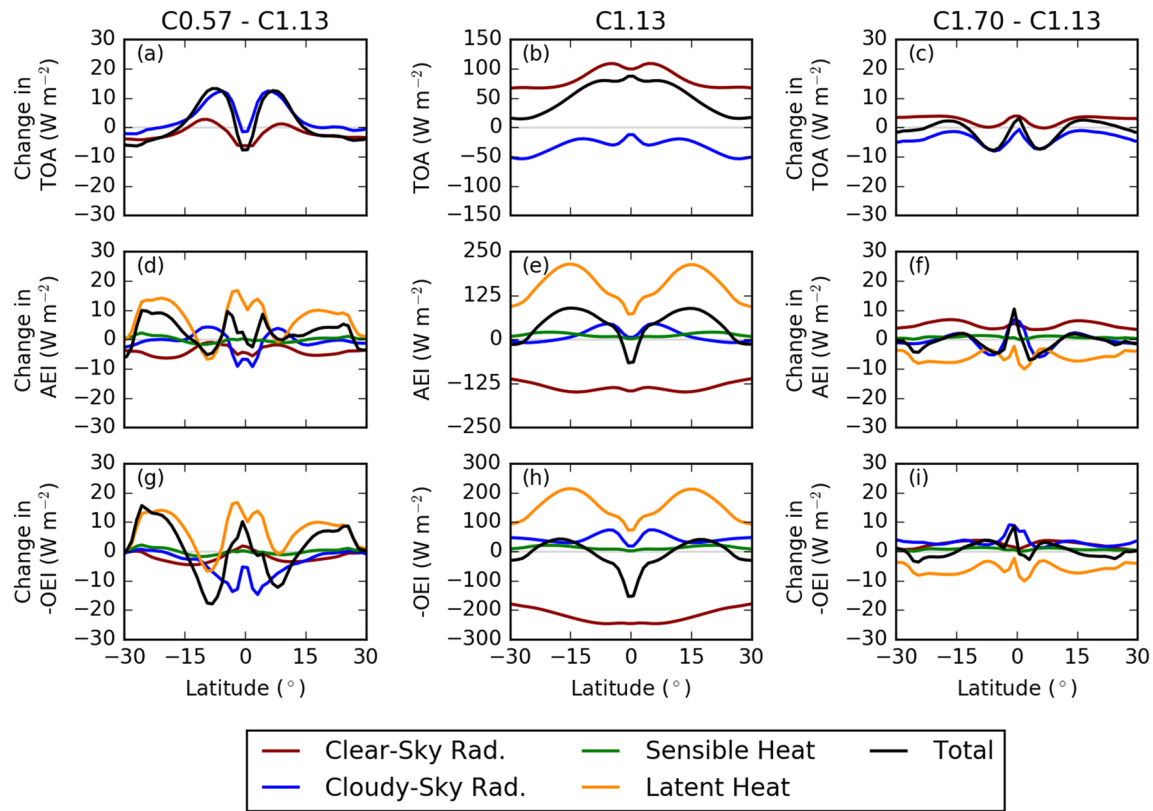 C0.57 - C1.13
C1.13
C1.70 - C1.13
Change in
TOA (W m⁻²)
30
20
10
0
−10
−20
−30
(a)
TOA (W m⁻²)
150
100
50
0
−50
−100
−150
(b)
Change in
TOA (W m⁻²)
30
20
10
0
−10
−20
−30
(c)
Change in
AEI (W m⁻²)
30
20
10
0
−10
−20
−30
(d)
AEI (W m⁻²)
250
125
0
−125
−250
(e)
Change in
AEI (W m⁻²)
30
20
10
0
−10
−20
−30
(f)
Change in
-OEI (W m⁻²)
30
20
10
0
−10
−20
−30
(g)
-OEI (W m⁻²)
300
200
100
0
−100
−200
−300
(h)
Change in
-OEI (W m⁻²)
30
20
10
0
−10
−20
−30
(i)
−30 −15 0 15 30
−30 −15 0 15 30
−30 −15 0 15 30
Latitude (°)
Latitude (°)
Latitude (°)
Clear-Sky Rad.
Sensible Heat
Total
Cloudy-Sky Rad.
Latent Heat